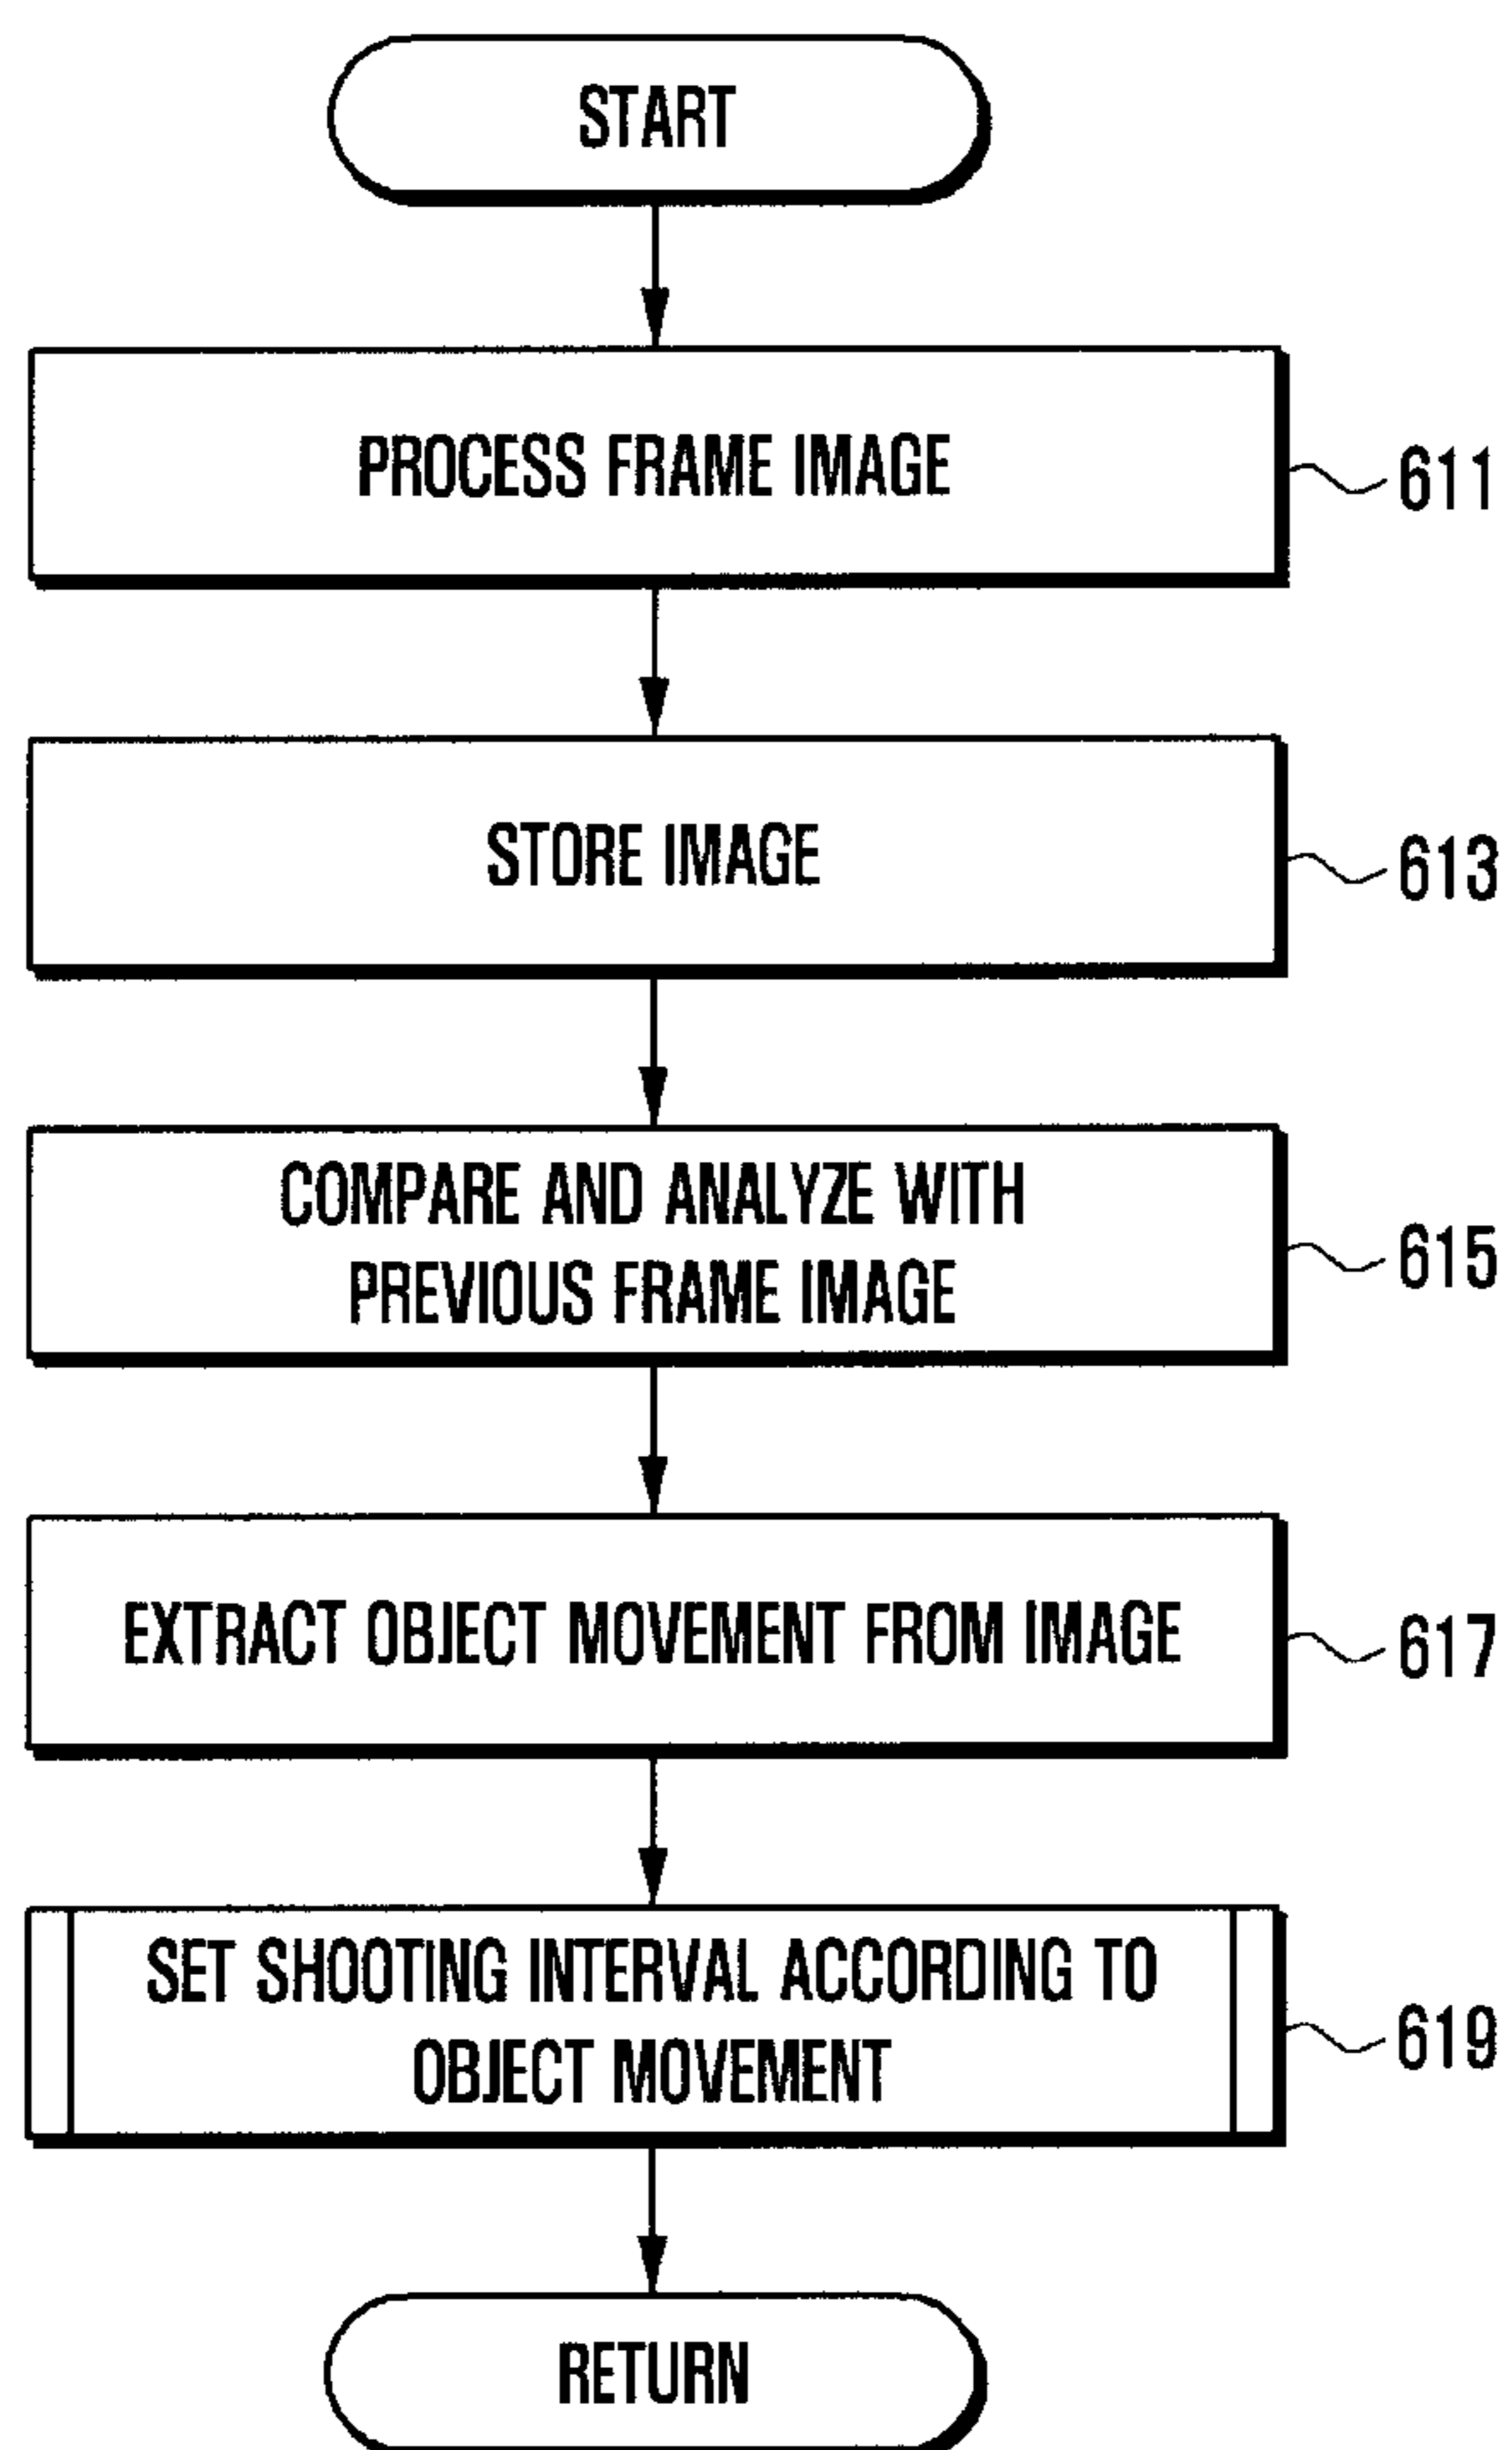 START
PROCESS FRAME IMAGE
611
STORE IMAGE
613
COMPARE AND ANALYZE WITH
PREVIOUS FRAME IMAGE
615
EXTRACT OBJECT MOVEMENT FROM IMAGE
617
SET SHOOTING INTERVAL ACCORDING TO
OBJECT MOVEMENT
619
RETURN